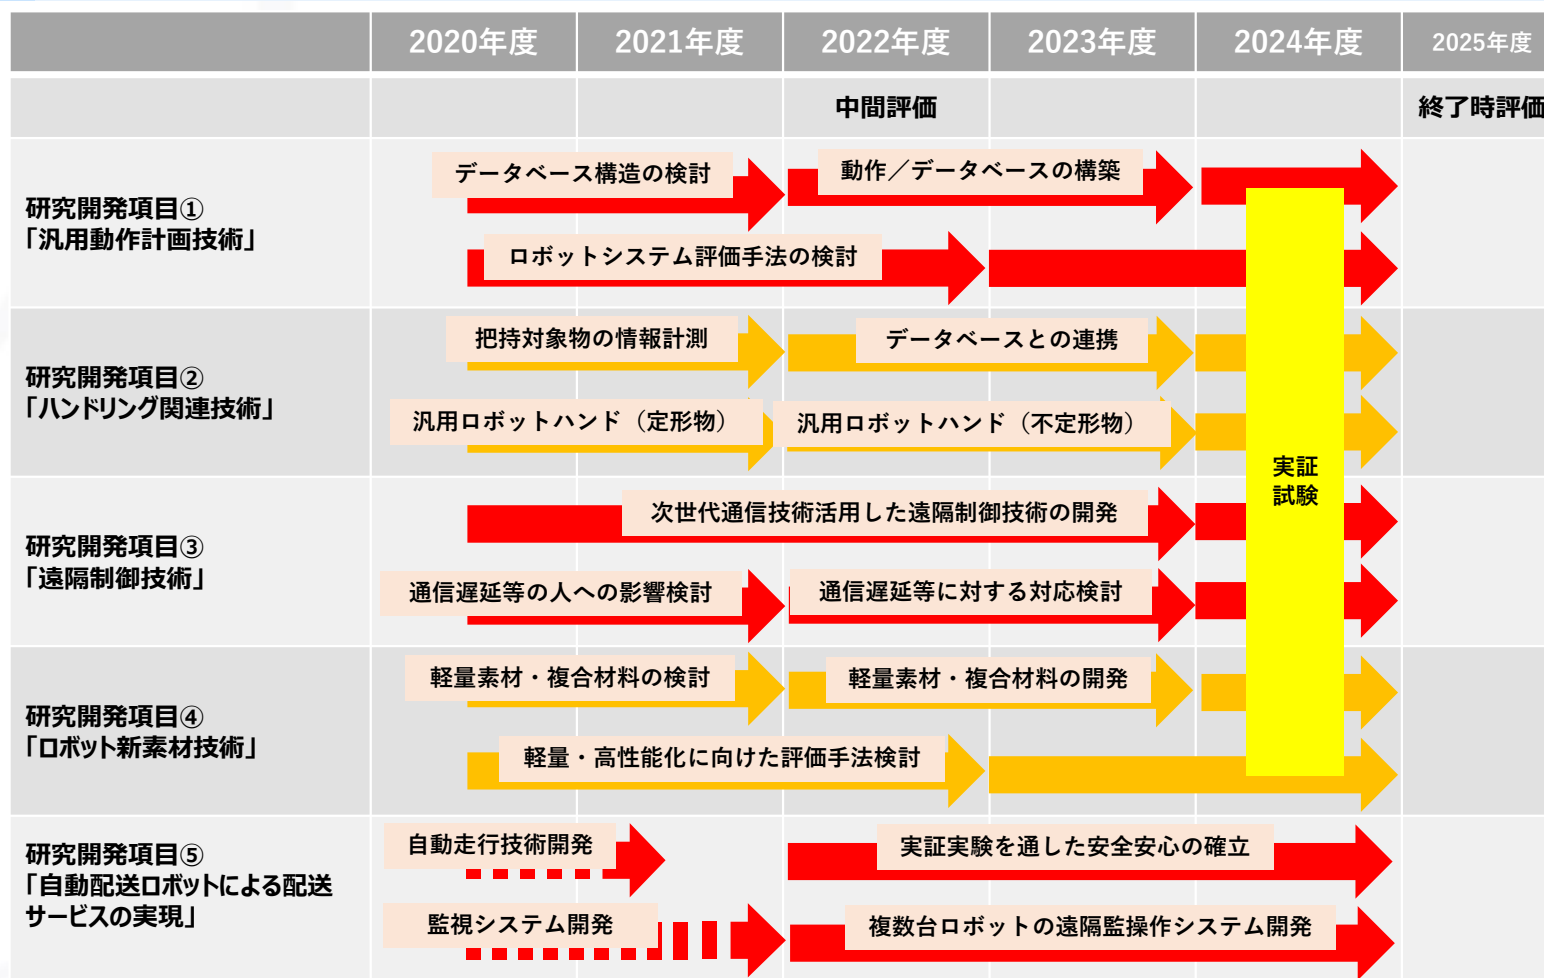 2020年度
2021年度
2022年度
2023年度
2024年度
2025年度
中間評価
終了時評価
研究開発項目①
「汎用動作計画技術」
データベース構造の検討
動作／データベースの構築
ロボットシステム評価手法の検討
研究開発項目②
「ハンドリング関連技術」
把持対象物の情報計測
データベースとの連携
汎用ロボットハンド（定形物）
汎用ロボットハンド（不定形物）
実証
試験
研究開発項目③
「遠隔制御技術」
次世代通信技術活用した遠隔制御技術の開発
通信遅延等の人への影響検討
通信遅延等に対する対応検討
研究開発項目④
「ロボット新素材技術」
軽量素材・複合材料の検討
軽量素材・複合材料の開発
軽量・高性能化に向けた評価手法検討
研究開発項目⑤
「自動配送ロボットによる配送
サービスの実現」
自動走行技術開発
実証実験を通した安全安心の確立
監視システム開発
複数台ロボットの遠隔監操作システム開発